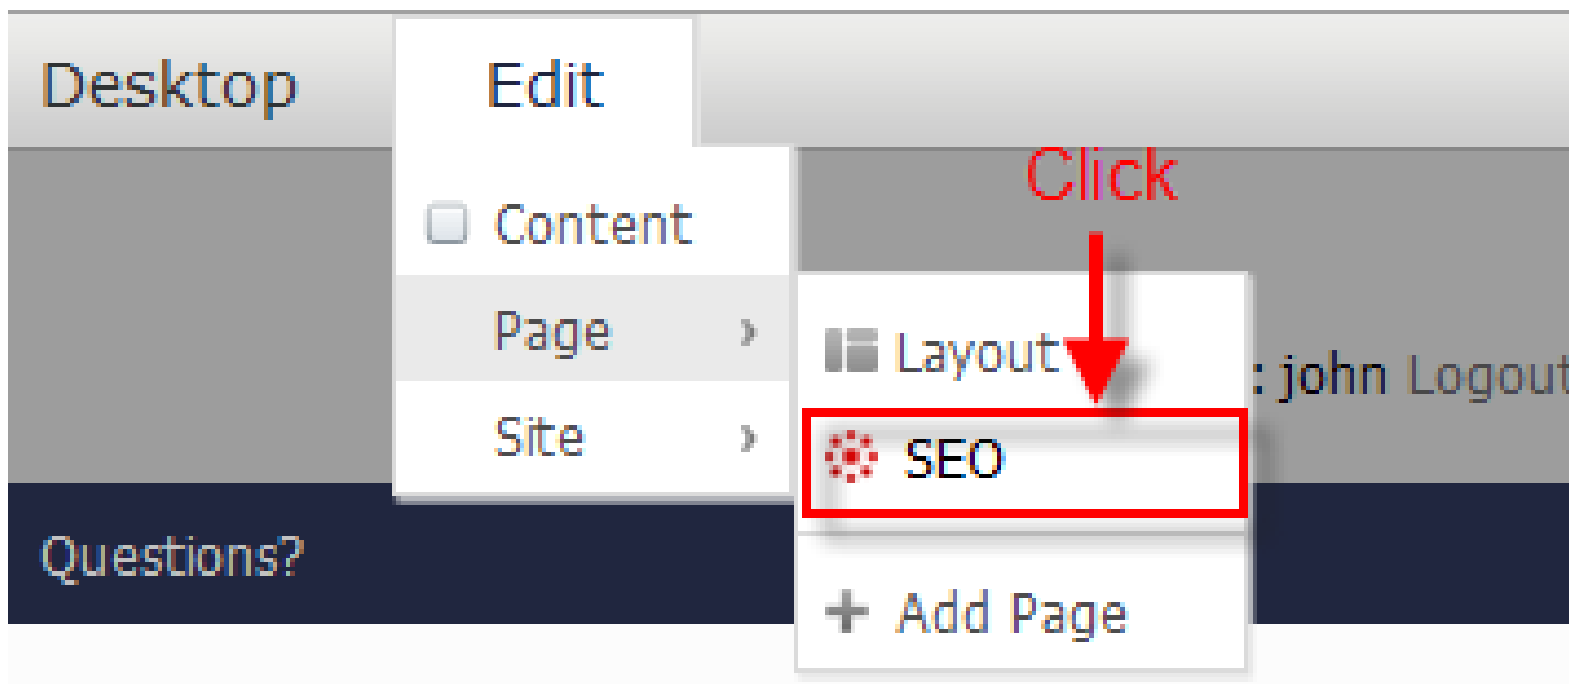 Desktop Edit
Click
Content
Page
Layout
: john Logout
Site
SEO
Questions?
Add Page